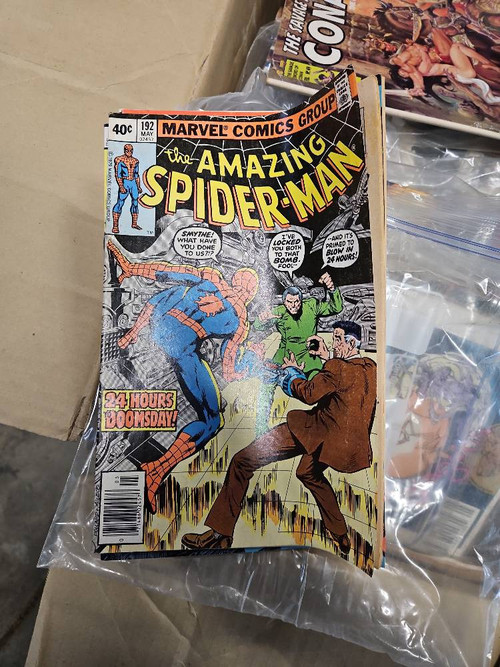 THE SAVAGE
CONA
MARVEL COMICS GROUP
40¢
192
MAY
the AMAZING
SPIDER-MAN
SMYTHE!
WHAT HAVE
YOU DONE
TO US?!?
I'VE
LOCKED
YOU BOTH
TO THAT
BOMB,
FOOL--
--AND IT'S
PRIMED TO
BLOW IN
24 HOURS!
24 HOURS
TO DOOMSDAY!